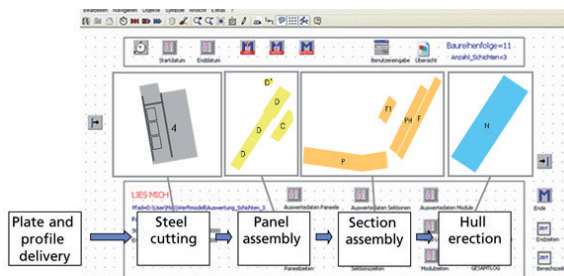 Bearbeiten Navigieren Objekte Symbole Ansicht Extras ?
Startdatum
Enddatum
Benutzereingabe
Übersicht
Baureihenfolge=11
Anzahl_Schichten=3
4
D'
D
C
D
D
F1
PH
F
P
N
LIES MICH
Auswertedaten Paneele
Auswertedaten Sektionen
Auswertedaten Module
Ende
Plate and
profile delivery
Steel
cutting
Panel
assembly
Section
assembly
Hull
erection
Endzeiten
Paneelzeiten
Sektionszeiten
Modulzeiten
GESAMTLOG